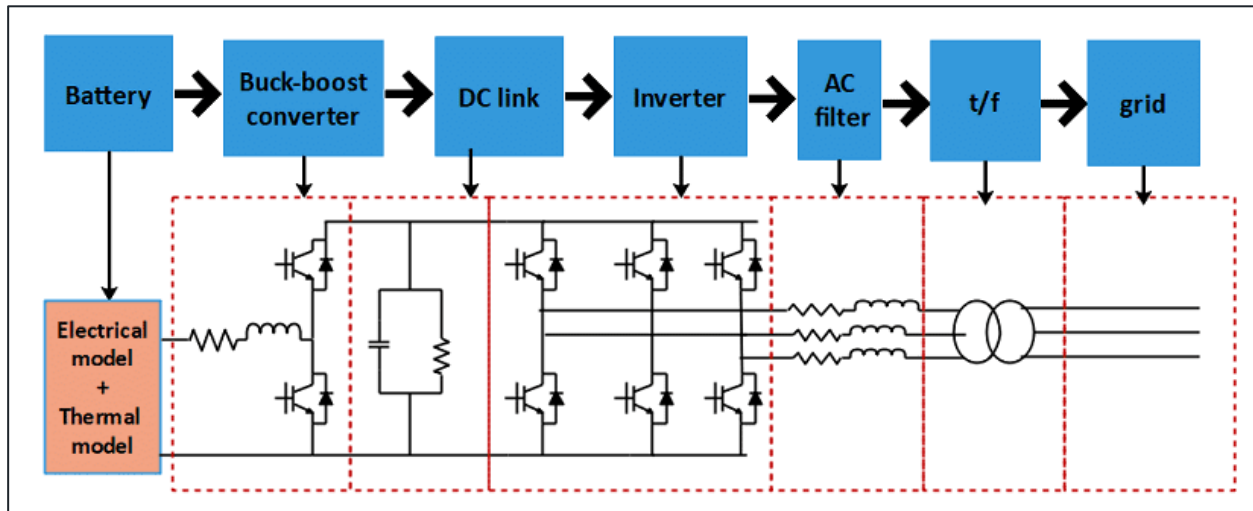 Battery
Buck-boost
converter
DC link
Inverter
AC
filter
t/f
grid
Electrical
model
+
Thermal
model